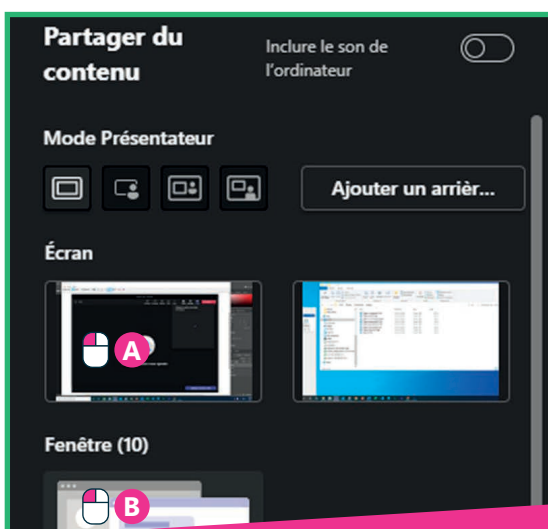 Partager du
contenu
Inclure le son de
l'ordinateur
Mode Présentateur
Ajouter un arrièr...
Écran
A
Fenêtre (10)
B